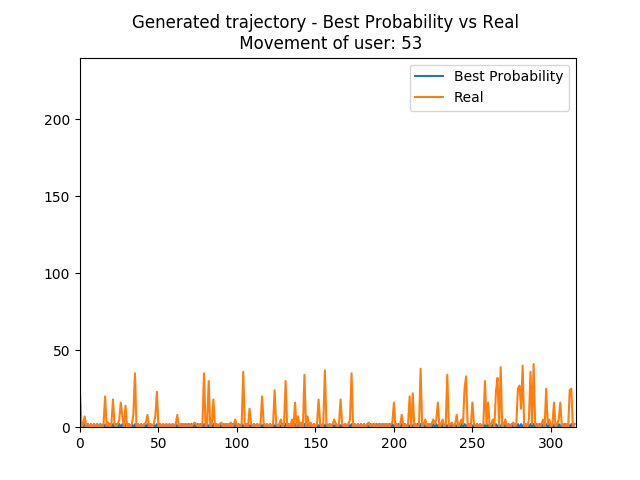 Generated trajectory - Best Probability vs Real
Movement of user: 53
Best Probability
Real
200
150
100
50
0
0 50 100 150 200 250 300